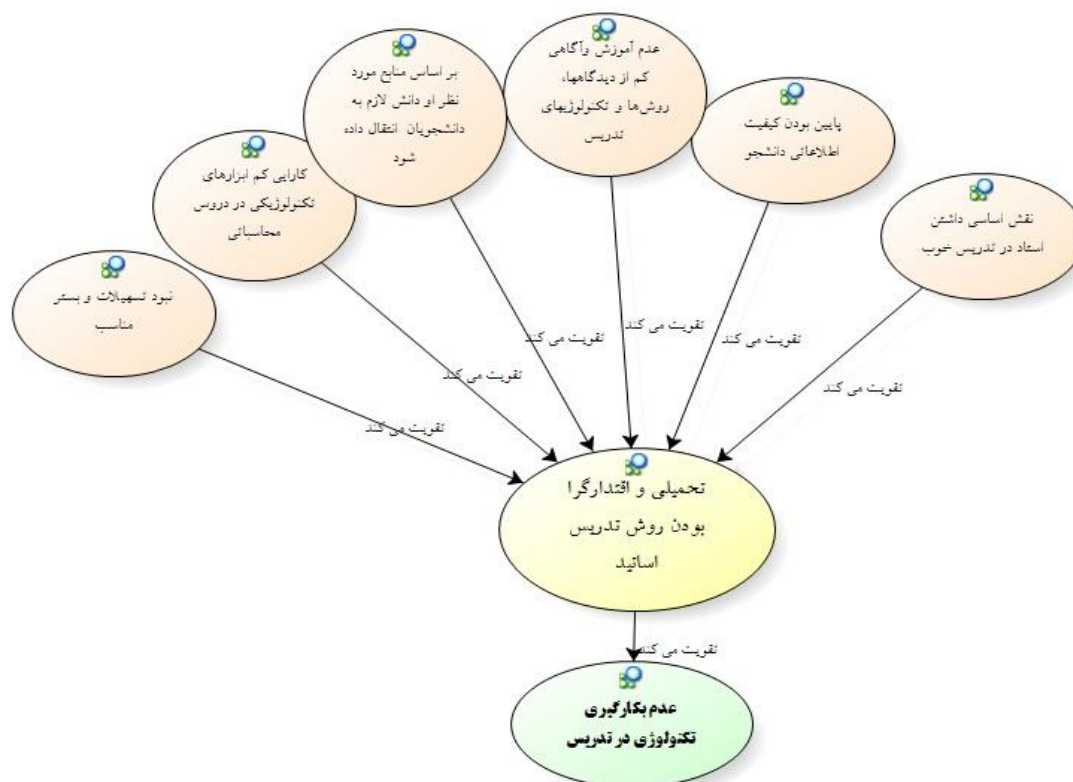 عدم آموزش وآگاهی
کم از دیدگاهها،
روش‌ها و تکنولوژیهای
تدریس
بر اساس منابع مورد
نظر او دانش لازم به
دانشجویان انتقال داده
شود
پایین بودن کیفیت
اطلاعاتی دانشجو
کارایی کم ابزارهای
تکنولوژیکی در دروس
محاسباتی
نقش اساسی داشتن
استاد در تدریس خوب
نبود تسهیلات و بستر
مناسب
تقویت می کند
تقویت می کند
تقویت می کند
تقویت می کند
تقویت می کند
تقویت می کند
تحمیلی و اقتدارگرا
بودن روش تدریس
اساتید
تقویت می کند
عدم بکارگیری
تکنولوژی در تدریس